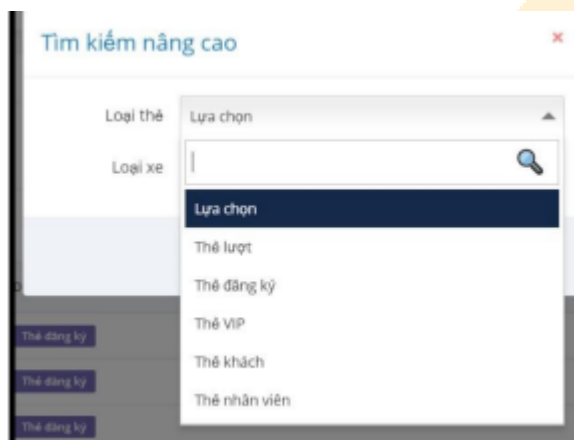 Tìm kiếm nâng cao
×
Loại thẻ
Lựa chọn
Loại xe
Lựa chọn
Thẻ lượt
Thẻ đăng ký
Thẻ VIP
Thẻ khách
Thẻ nhân viên
Thẻ đăng ký
Thẻ đăng ký
Thẻ đăng ký